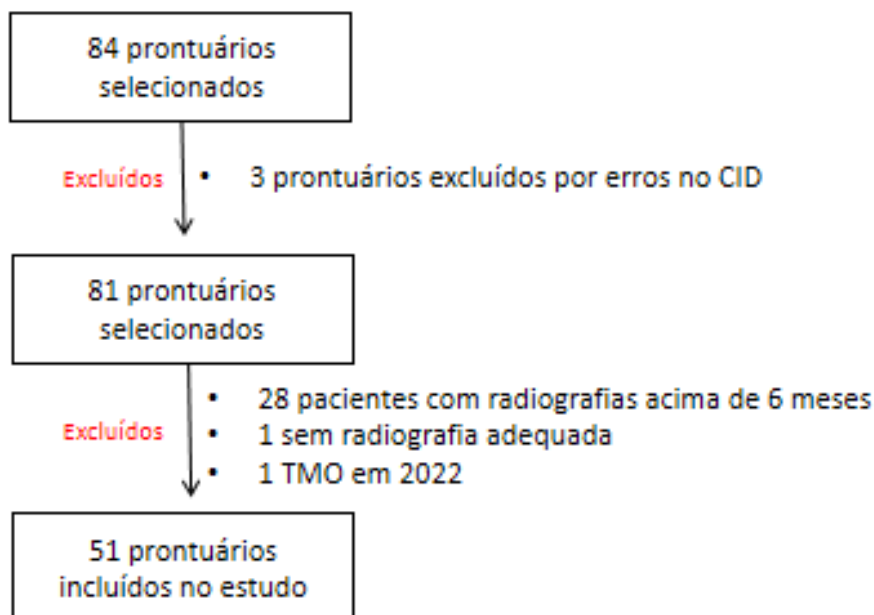 84 prontuários
selecionados
Excluídos • 3 prontuários excluídos por erros no CID
81 prontuários
selecionados
• 28 pacientes com radiografias acima de 6 meses
Excluídos • 1 sem radiografia adequada
• 1 TMO em 2022
51 prontuários
incluídos no estudo